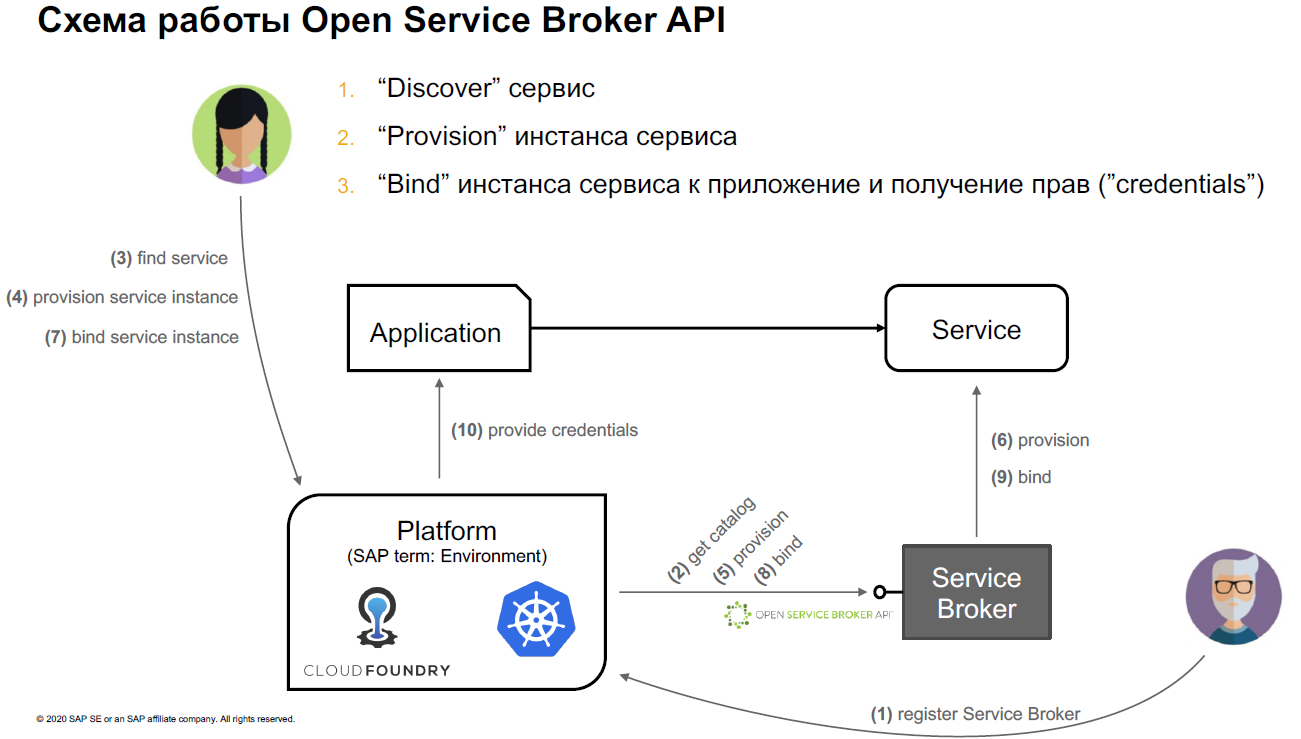 Схема работы Open Service Broker API
1. “Discover” сервис
2. “Provision” инстанса сервиса
3. “Bind” инстанса сервиса к приложение и получение прав (”credentials”)
(3) find service
(4) provision service instance
(7) bind service instance
Application
Service
(10) provide credentials
(6) provision
(9) bind
Platform
(SAP term: Environment)
CLOUDFOUNDRY
(2) get catalog
(5) provision
(8) bind
OPEN SERVICE BROKER API
Service
Broker
(1) register Service Broker
© 2020 SAP SE or an SAP affiliate company. All rights reserved.